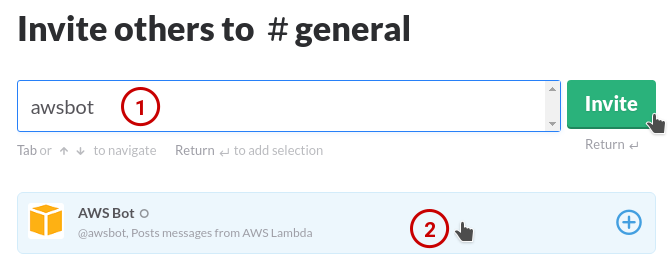 Invite others to # general
awsbot 1 Invite
Tab or ↑ ↓ to navigate Return ↵ to add selection Return ↵
AWS Bot
@awsbot, Posts messages from AWS Lambda 2